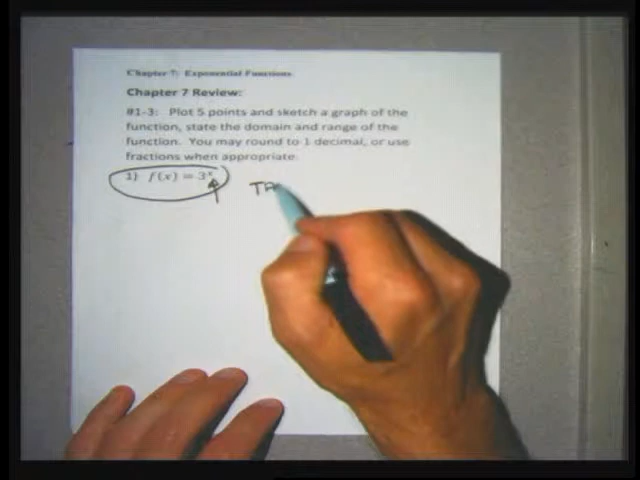 Chapter 7: Exponential Functions
Chapter 7 Review:
#1-3: Plot 5 points and sketch a graph of the
function, state the domain and range of the
function. You may round to 1 decimal, or use
fractions when appropriate.
1) f(x) = 3^x